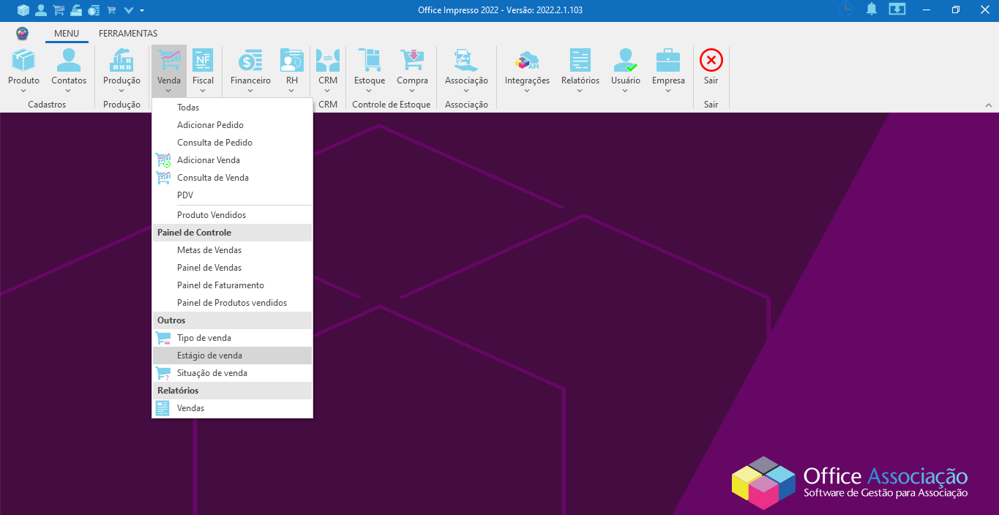 Office Impresso 2022 - Versão: 2022.2.1.103
MENU FERRAMENTAS
Produto Contatos Produção Venda Fiscal Financeiro RH CRM Estoque Compra Associação Integrações Relatórios Usuário Empresa Sair
Cadastros Produção CRM Controle de Estoque Associação Sair
Todas
Adicionar Pedido
Consulta de Pedido
Adicionar Venda
Consulta de Venda
PDV
Produto Vendidos
Painel de Controle
Metas de Vendas
Painel de Vendas
Painel de Faturamento
Painel de Produtos vendidos
Outros
Tipo de venda
Estágio de venda
Situação de venda
Relatórios
Vendas
Office Associação
Software de Gestão para Associação